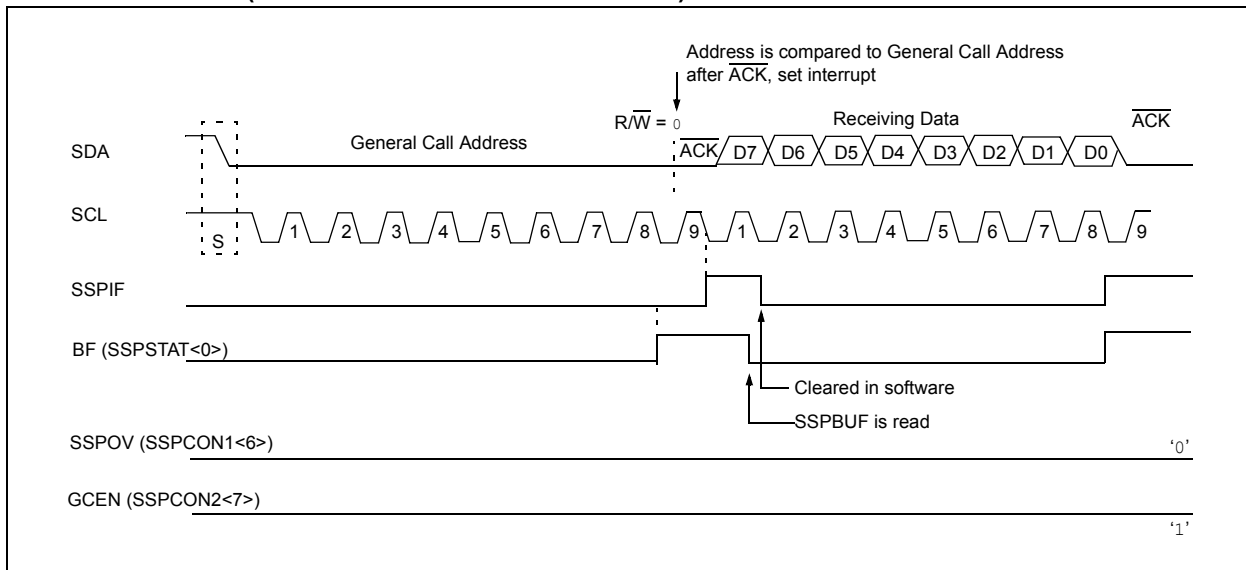 Address is compared to General Call Address
after ACK, set interrupt
R/W = 0
Receiving Data
ACK
SDA
General Call Address
ACK D7 D6 D5 D4 D3 D2 D1 D0
SCL
S
1 2 3 4 5 6 7 8 9 1 2 3 4 5 6 7 8 9
SSPIF
BF (SSPSTAT<0>)
Cleared in software
SSPBUF is read
SSPOV (SSPCON1<6>)
‘0’
GCEN (SSPCON2<7>)
‘1’